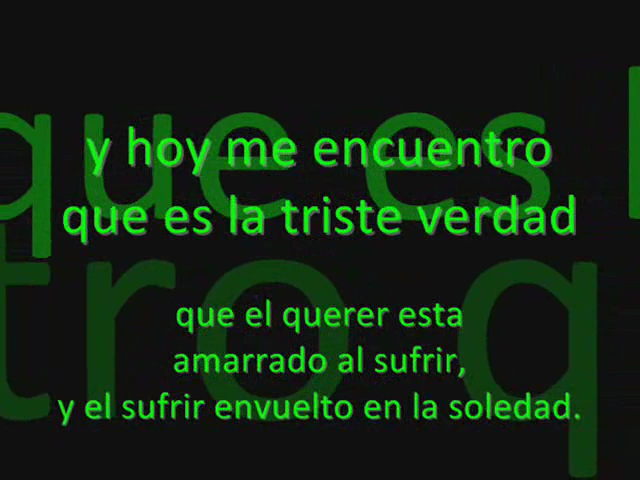 y hoy me encuentro
que es la triste verdad
que el querer esta
amarrado al sufrir,
y el sufrir envuelto en la soledad.